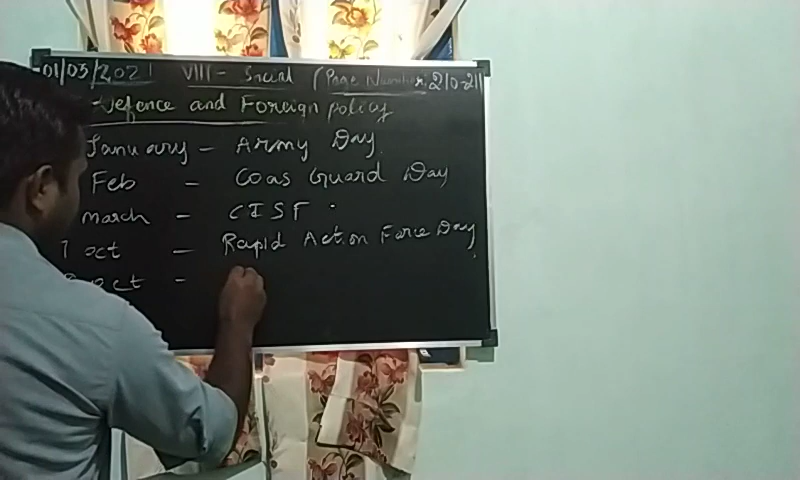 01/03/2021 VIII - Social (Page Number: 210-211
Defence and Foreign policy
January - Army Day
Feb - Coas Guard Day
march - CISF
7 oct - Rapid Action Force Day
oct -